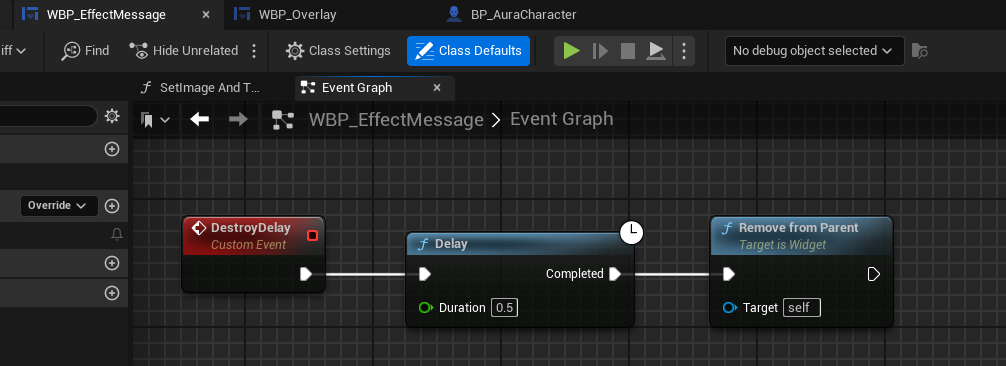 WBP_EffectMessage
WBP_Overlay
BP_AuraCharacter
iff
Find
Hide Unrelated
Class Settings
Class Defaults
No debug object selected
SetImage And T...
Event Graph
WBP_EffectMessage > Event Graph
Override
DestroyDelay
Custom Event
Delay
Completed
Duration 0.5
Remove from Parent
Target is Widget
Target self